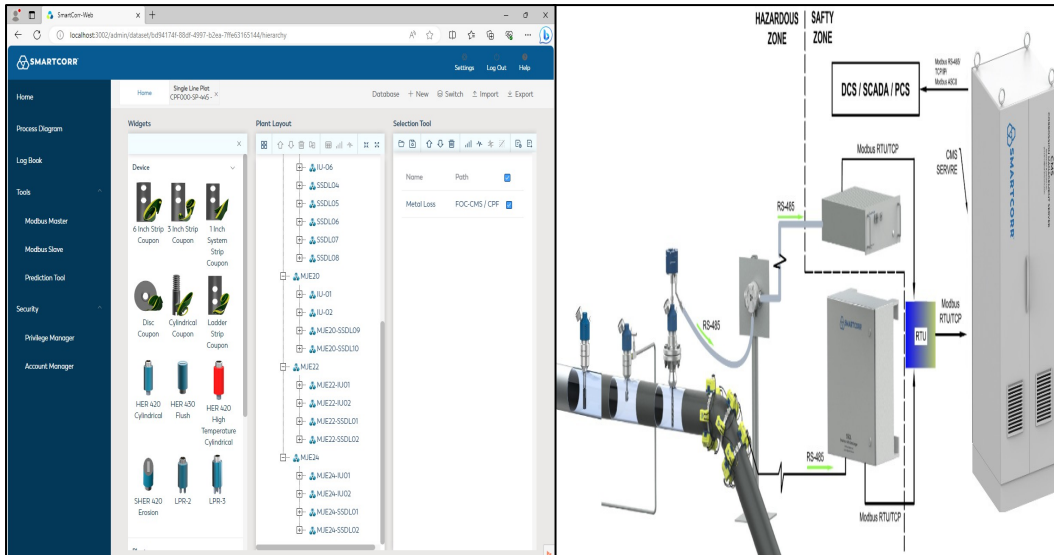 SmartCorr-Web
localhost:3002/admin/dataset/bd94174f-88df-4997-b2ea-7ffe63165144/hierarchy
SMARTCORR
Settings
Log Out
Help
Home
Process Diagram
Log Book
Tools
Modbus Master
Modbus Slave
Prediction Tool
Security
Privilege Manager
Account Manager
Home
Single Line Plot
CPF000-SP-445 -
Database
New
Switch
Import
Export
Widgets
Device
6 Inch Strip
Coupon
3 Inch Strip
Coupon
1 Inch
System
Strip
Coupon
Disc
Coupon
Cylindrical
Coupon
Ladder
Strip
Coupon
HER 420
Cylindrical
HER 430
Flush
HER 420
High
Temperature
Cylindrical
SHER 420
Erosion
LPR-2
LPR-3
Plant Layout
IU-06
SSDL04
SSDL05
SSDL06
SSDL07
SSDL08
MJE20
IU-01
IU-02
MJE20-SSDL09
MJE20-SSDL10
MJE22
MJE22-IU01
MJE22-IU02
MJE22-SSDL01
MJE22-SSDL02
MJE24
MJE24-IU01
MJE24-IU02
MJE24-SSDL01
MJE24-SSDL02
Selection Tool
Name Path
Metal Loss FOC-CMS / CPF
HAZARDOUS
ZONE
SAFTY
ZONE
DCS / SCADA / PCS
Modbus RS-485/
TCP/IP/
Modbus ASCII
Modbus RTU/TCP
CMS
SERVRE
SMARTCORR
RS-485
RS-485
SMARTCORR
RTU
Modbus
RTU/TCP
RS-485
Modbus RTU/TCP